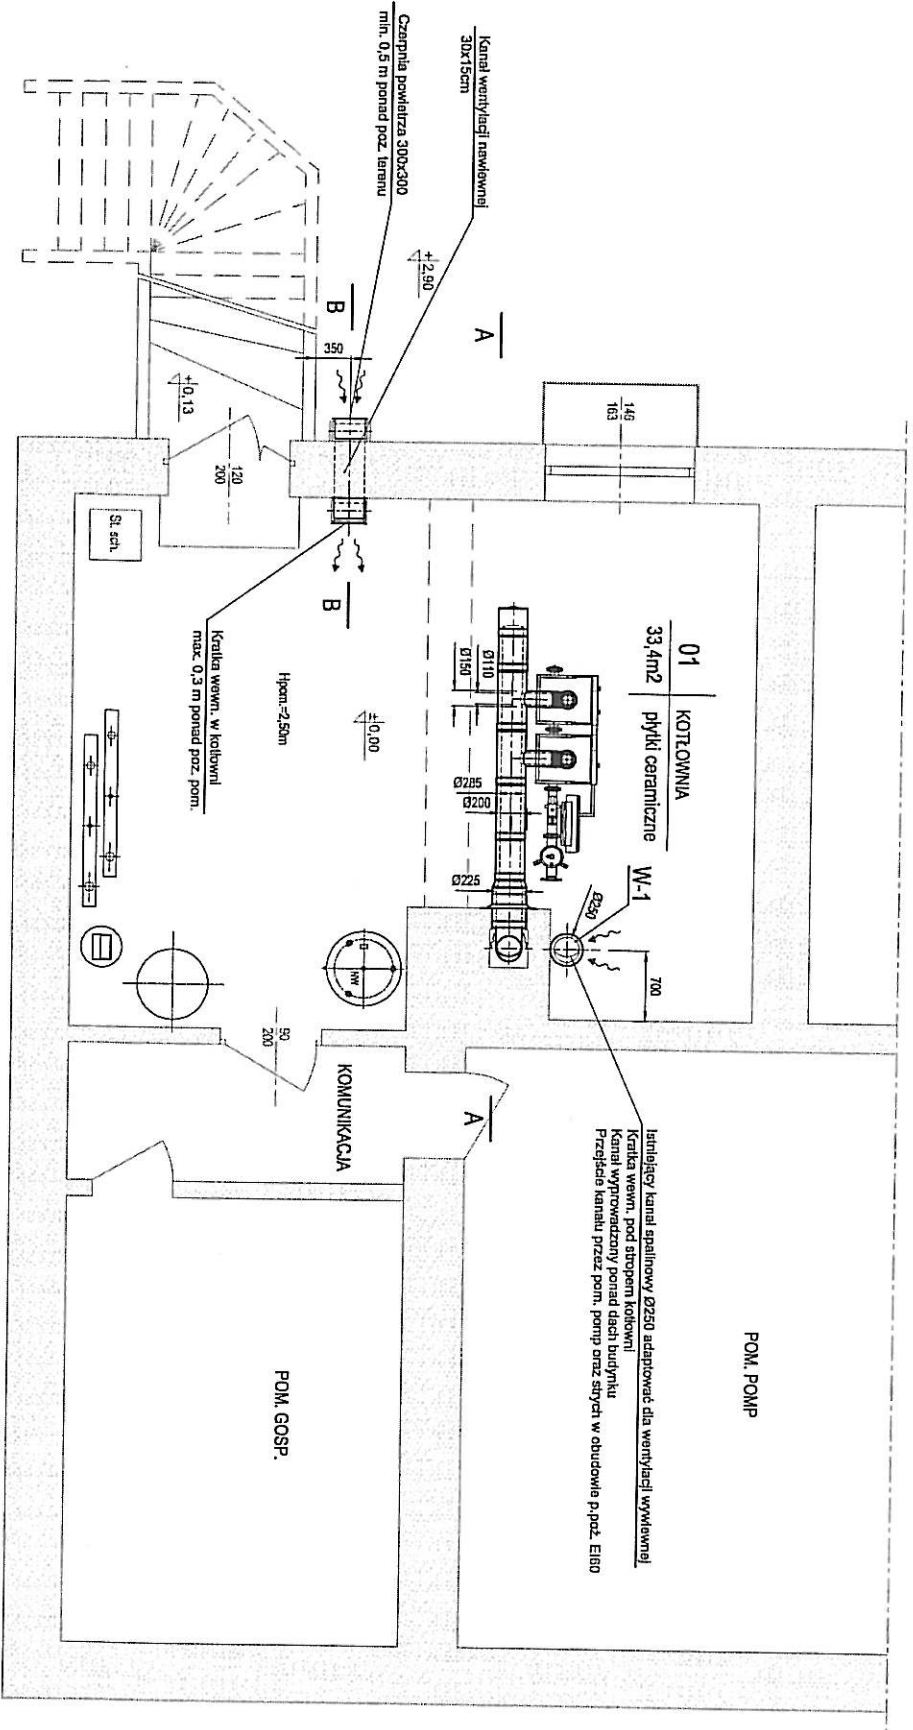 Kanał wentylacji nawiewnej
30x15cm
Czerpnia powietrza 300x300
min. 0,5 m ponad poz. terenu
+2,90
A
B
350
+0,13
120
200
146
163
St. sch.
B
Kratka wewn. w kotłowni
max. 0,3 m ponad poz. pom.
Hpom.=2,50m
±0,00
01
KOTŁOWNIA
33,4m2
płytki ceramiczne
Ø110
Ø150
Ø285
Ø200
Ø225
W-1
Ø250
700
NW
90
200
KOMUNIKACJA
A
Istniejący kanał spalinowy Ø250 adaptować dla wentylacji wywiewnej
Kratka wewn. pod stropem kotłowni
Kanał wyprowadzony ponad dach budynku
Przejście kanału przez pom. pomp oraz strych w obudowie p.poż. EI60
POM. POMP
POM. GOSP.